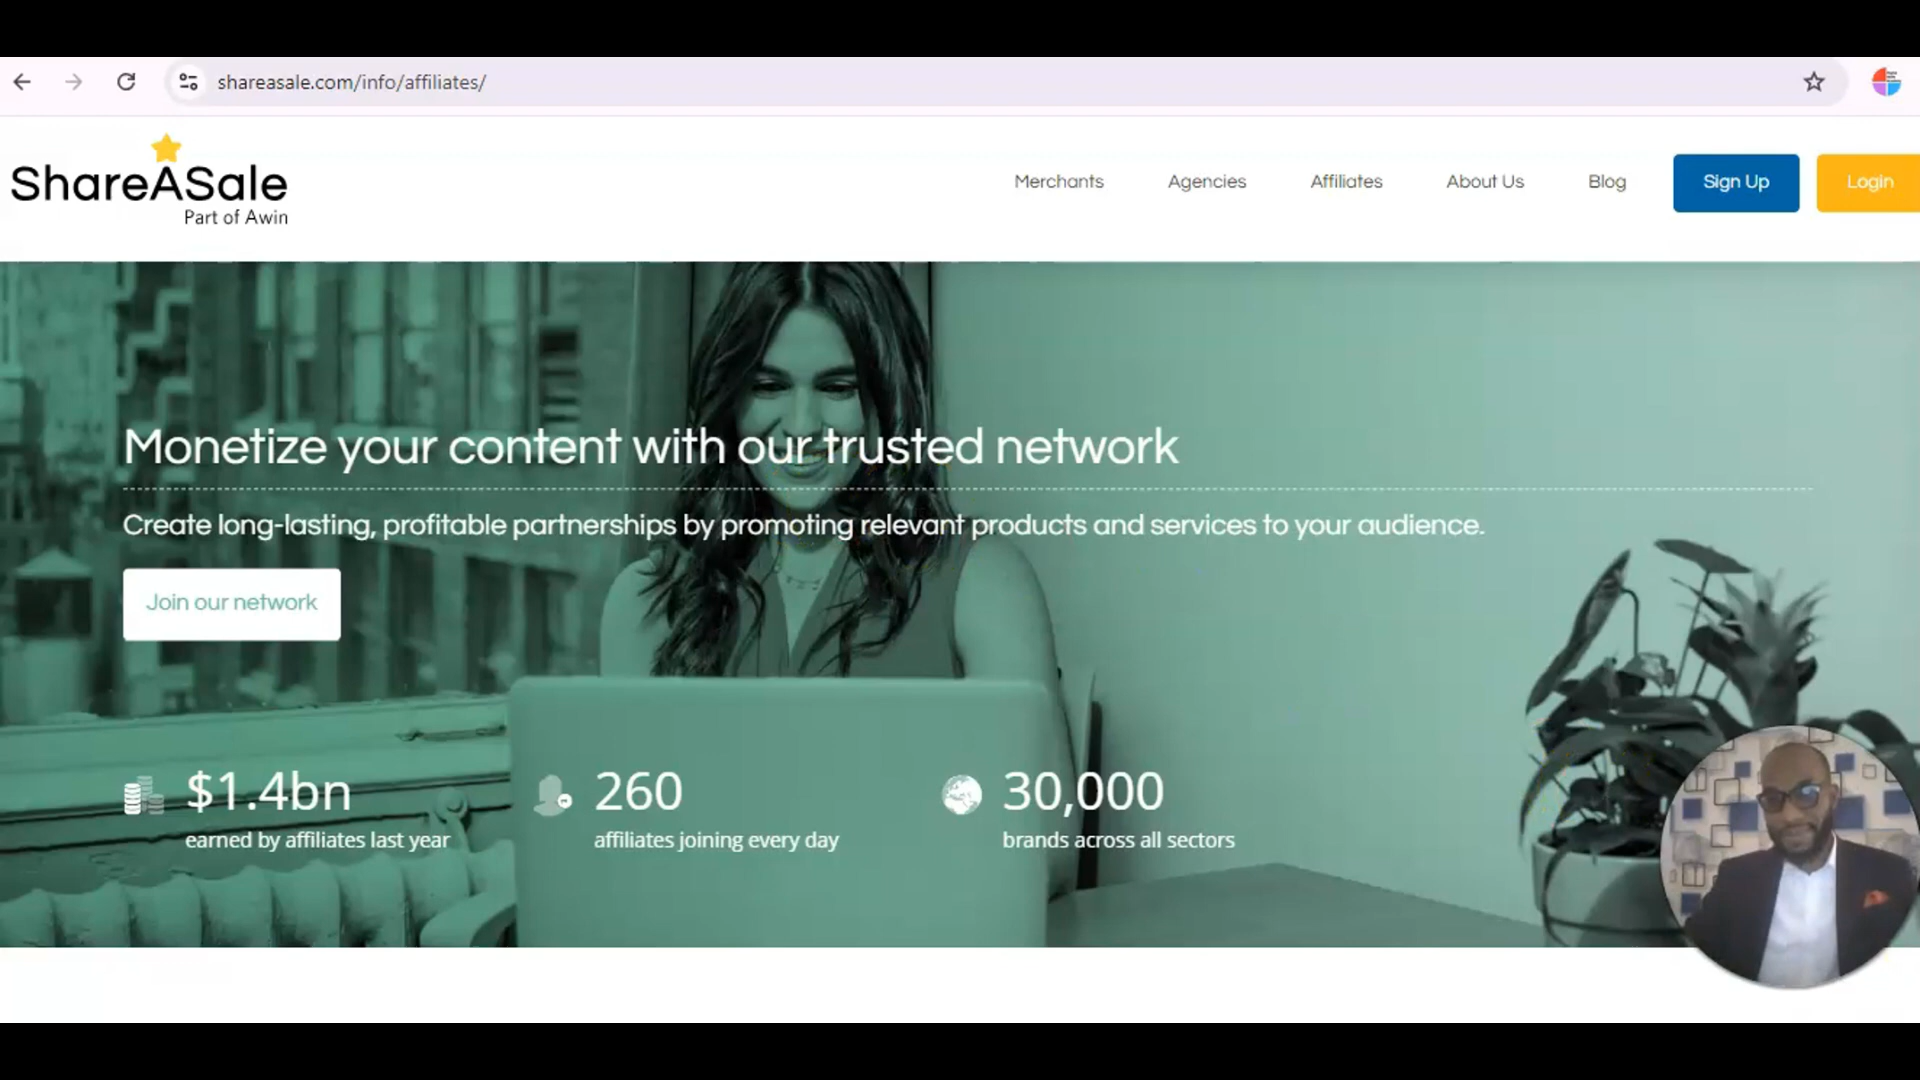 shareasale.com/info/affiliates/
ShareASale
Part of Awin
Merchants
Agencies
Affiliates
About Us
Blog
Sign Up
Login
Monetize your content with our trusted network
Create long-lasting, profitable partnerships by promoting relevant products and services to your audience.
Join our network
$1.4bn
earned by affiliates last year
260
affiliates joining every day
30,000
brands across all sectors